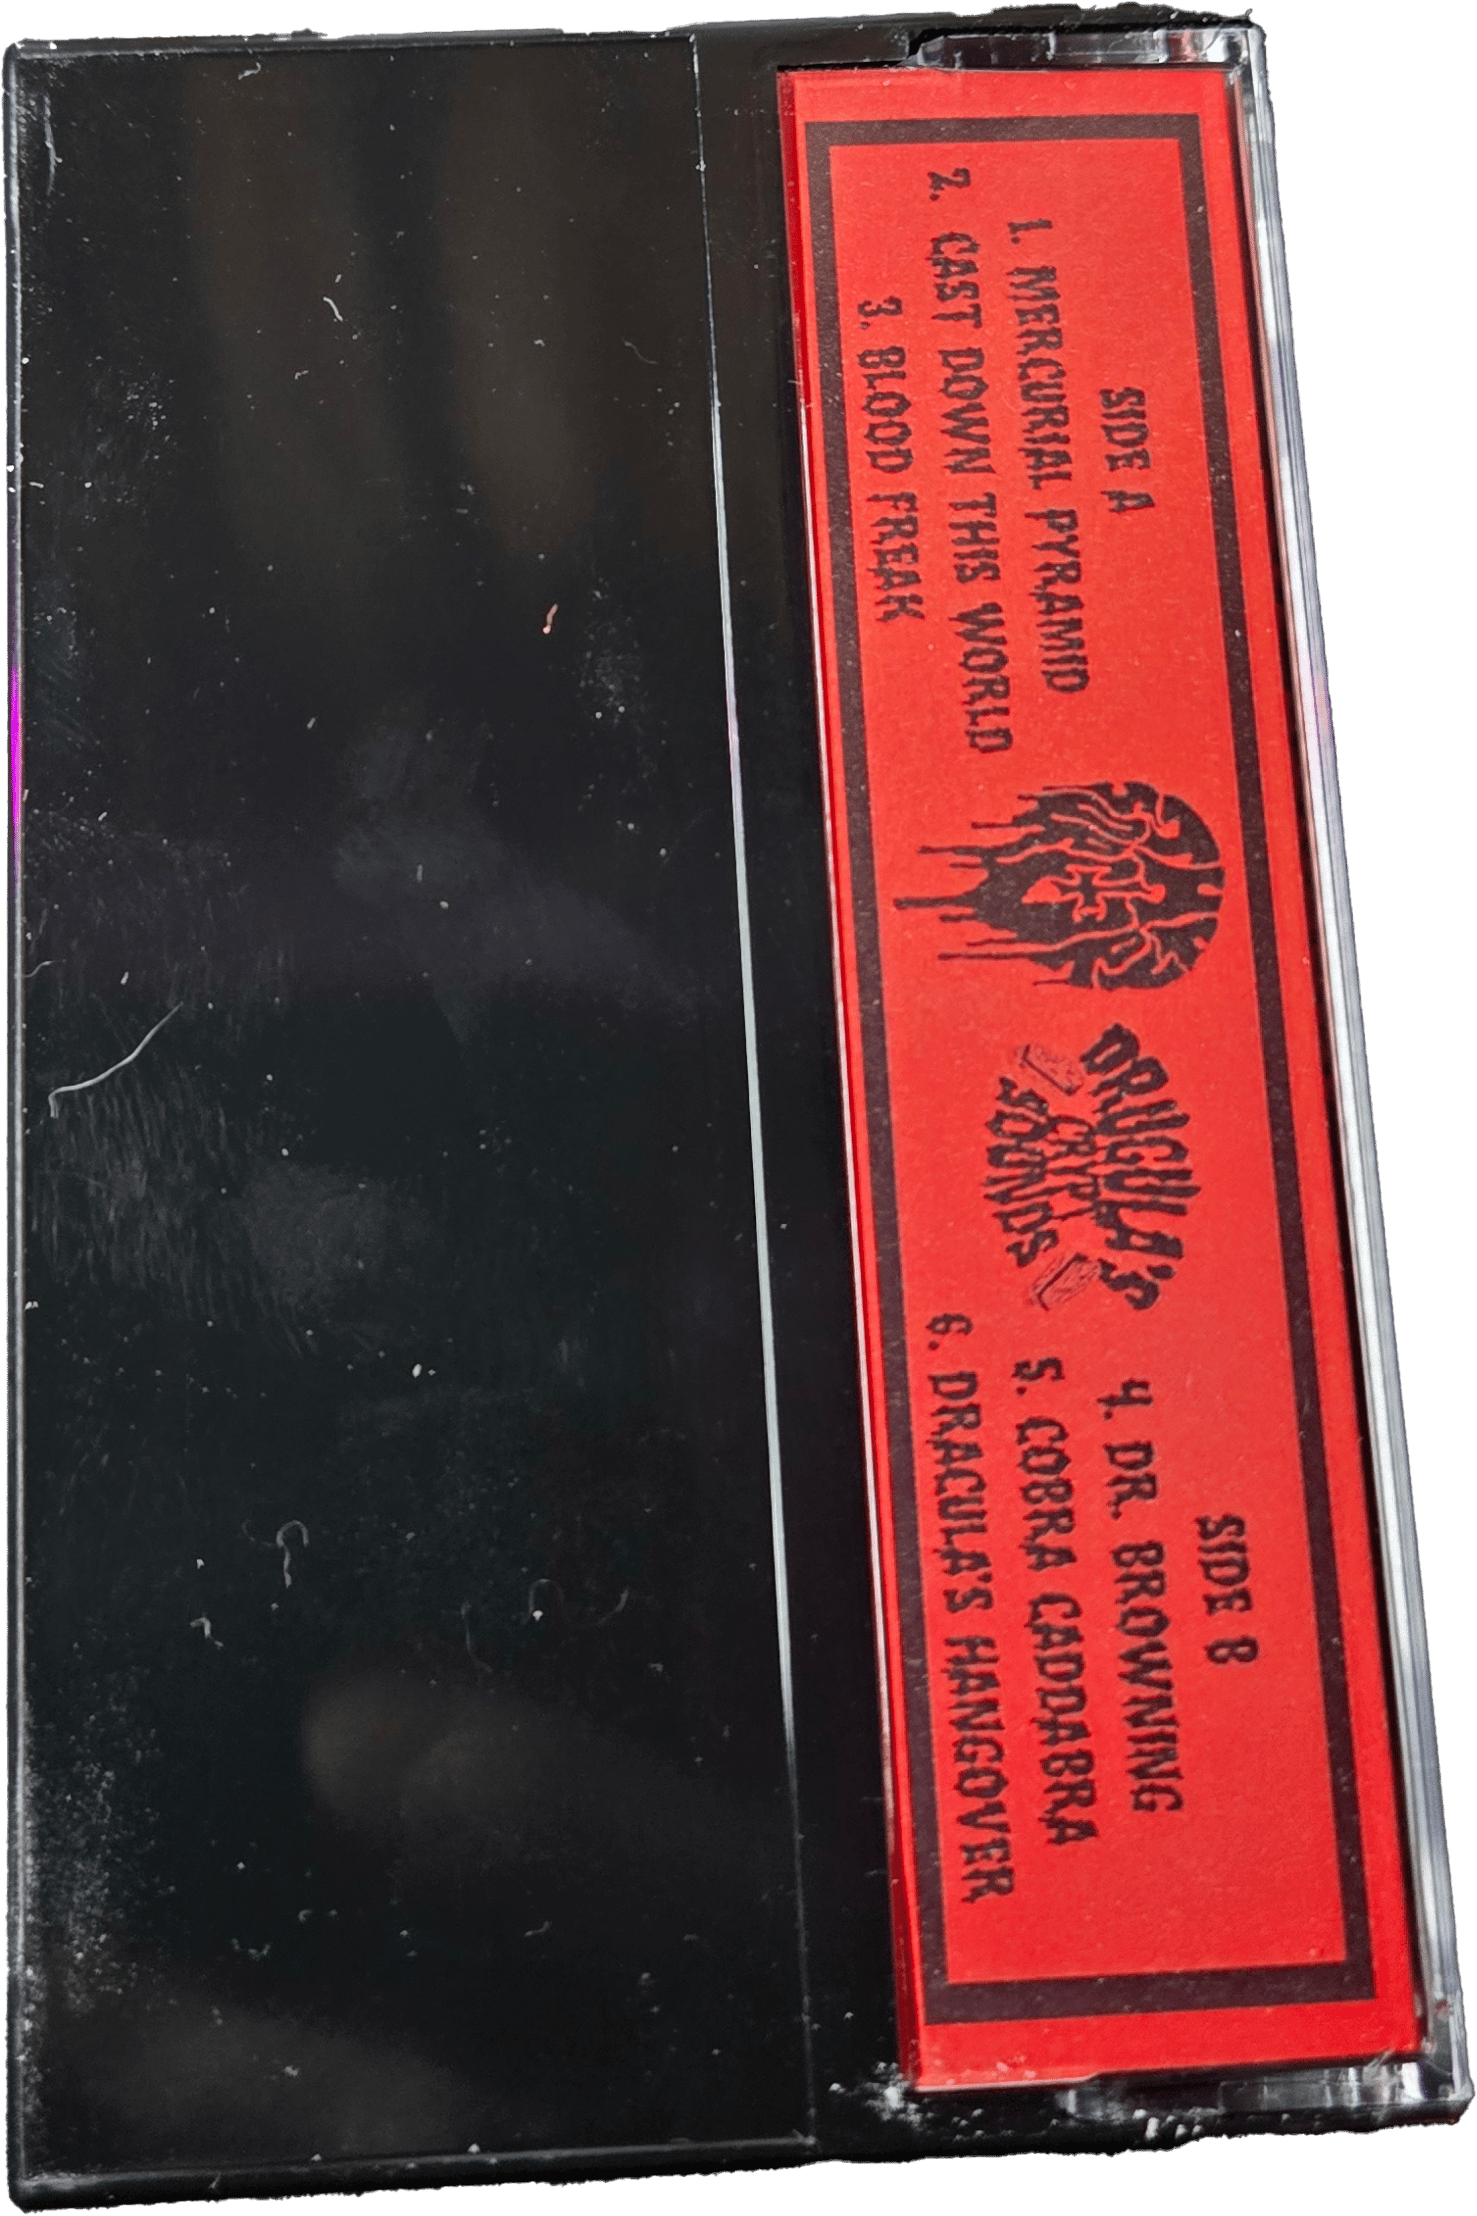 SIDE A
1. MERCURIAL PYRAMID
2. CAST DOWN THIS WORLD
3. BLOOD FREAK
DRUGULA'S
CRYPT
SOUNDS
SIDE B
4. DR. BROWNING
5. COBRA CADDABRA
6. DRACULA'S HANGOVER